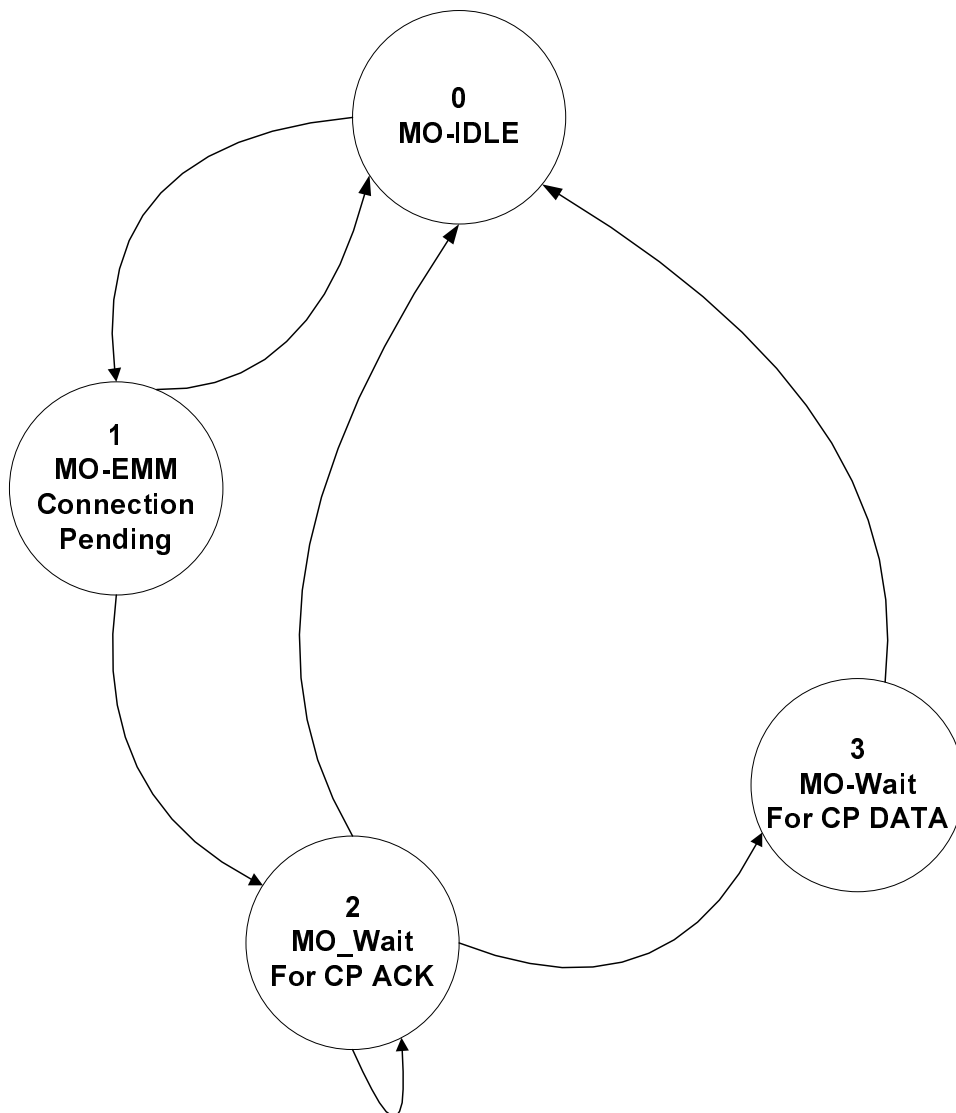 0
MO-IDLE
1
MO-EMM
Connection
Pending
3
MO-Wait
For CP DATA
2
MO_Wait
For CP ACK